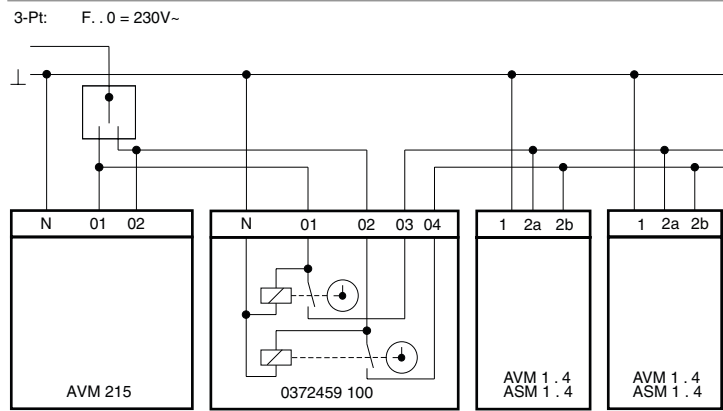 3-Pt: F. . 0 = 230V~
N 01 02
N 01 02 03 04
1 2a 2b
1 2a 2b
AVM 215
0372459 100
AVM 1 . 4
ASM 1 . 4
AVM 1 . 4
ASM 1 . 4